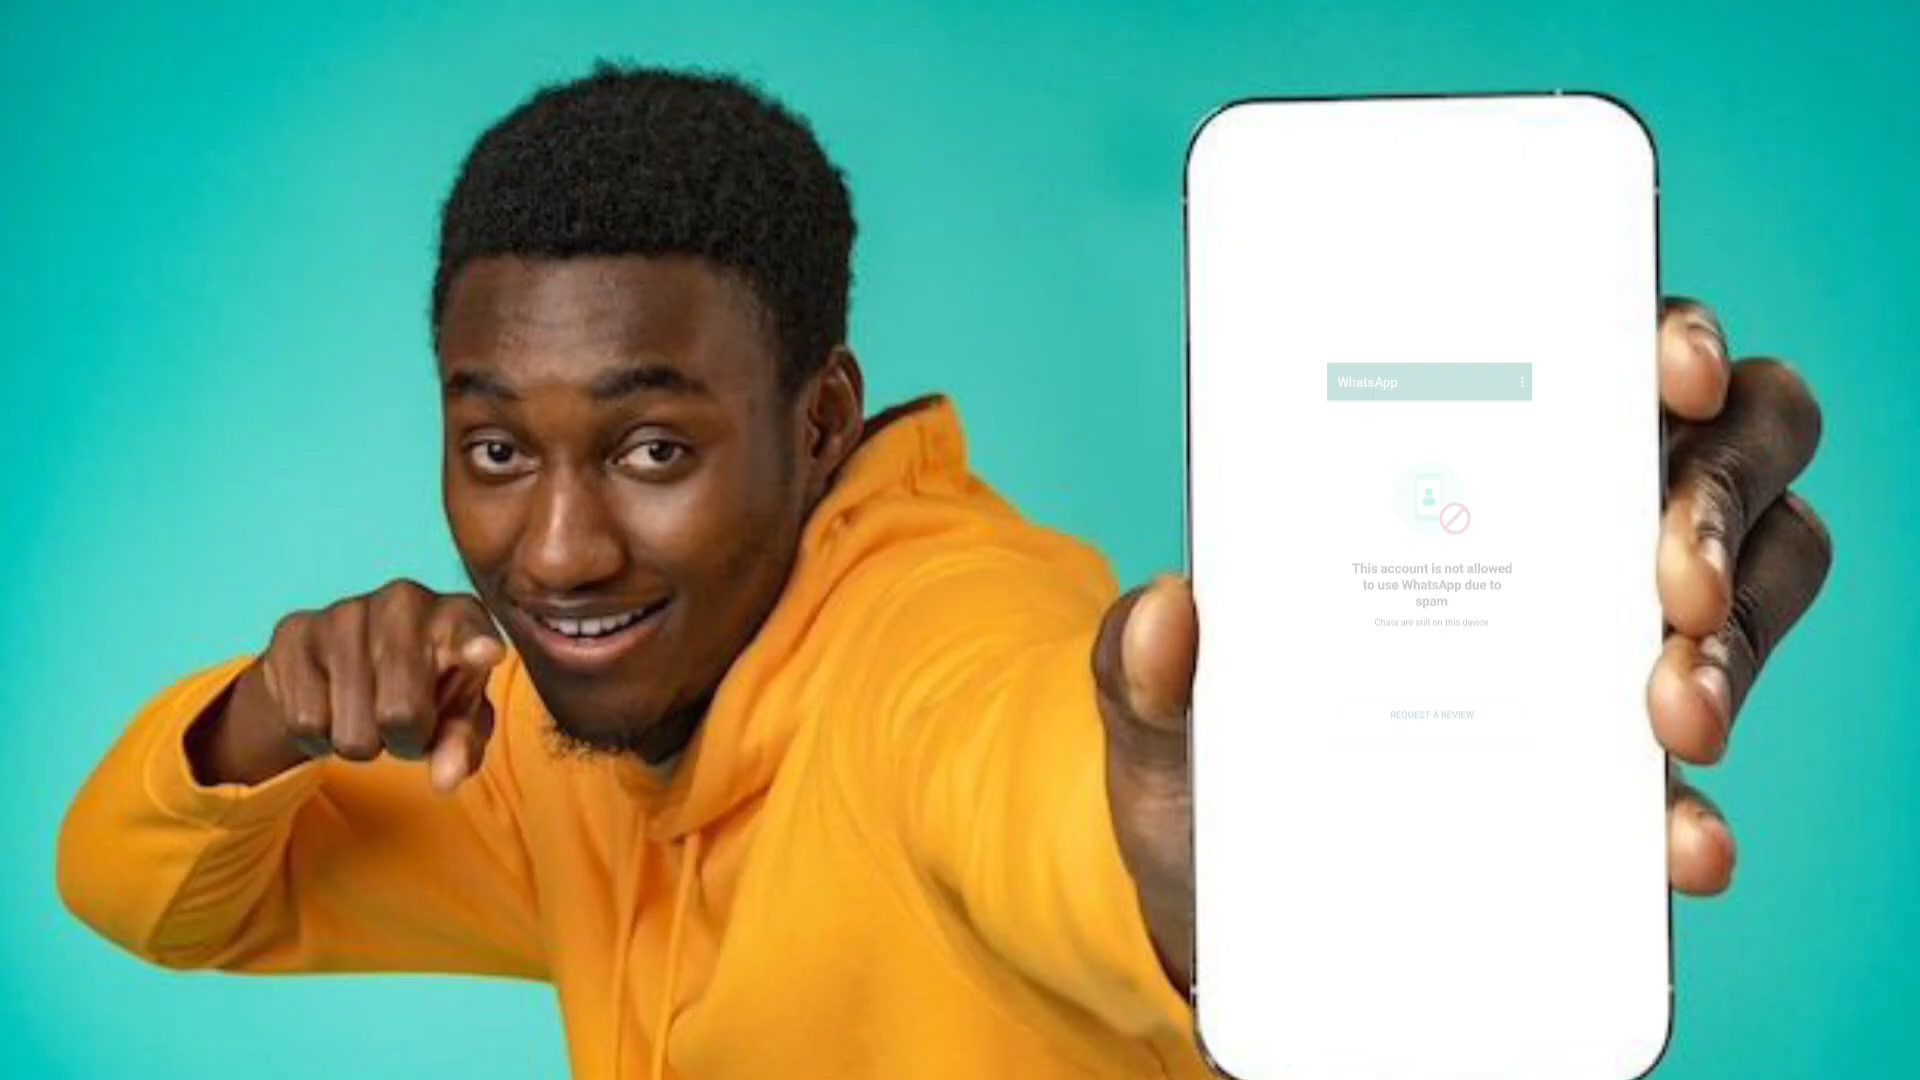 WhatsApp
This account is not allowed
to use WhatsApp due to
spam
Chats are still on this device
REQUEST A REVIEW